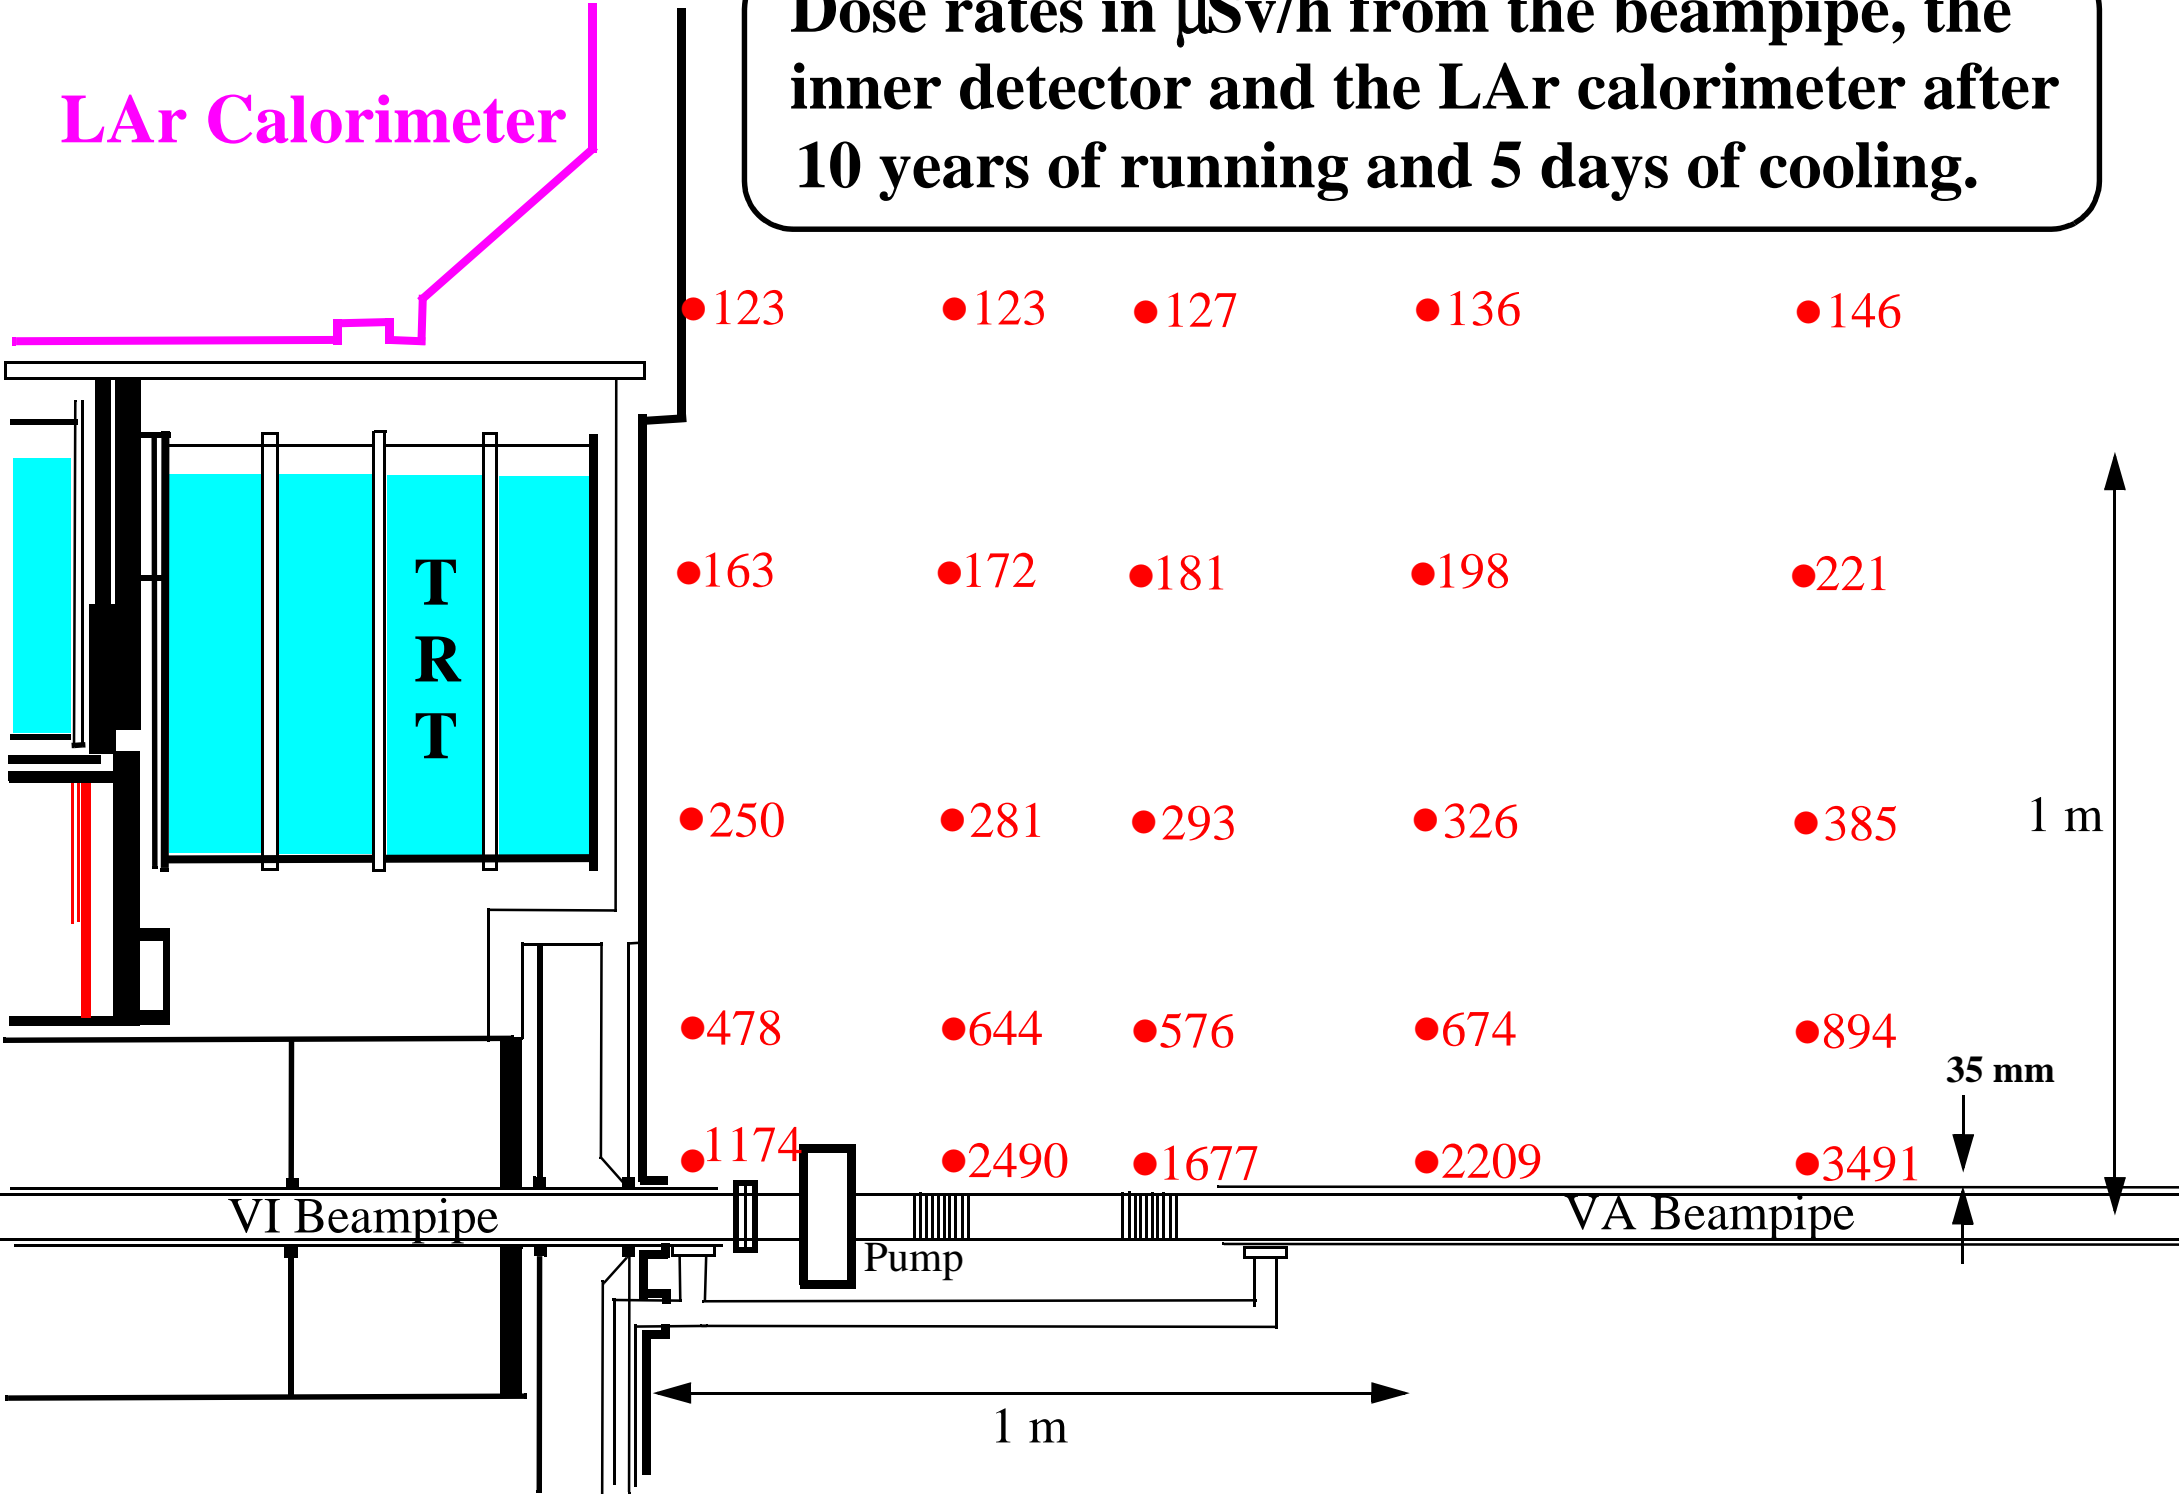 Dose rates in μSv/h from the beampipe, the
inner detector and the LAr calorimeter after
10 years of running and 5 days of cooling.
LAr Calorimeter
123 123 127 136 146
163 172 181 198 221
T
R
T
250 281 293 326 385
1 m
478 644 576 674 894
35 mm
1174 2490 1677 2209 3491
VI Beampipe
VA Beampipe
Pump
1 m